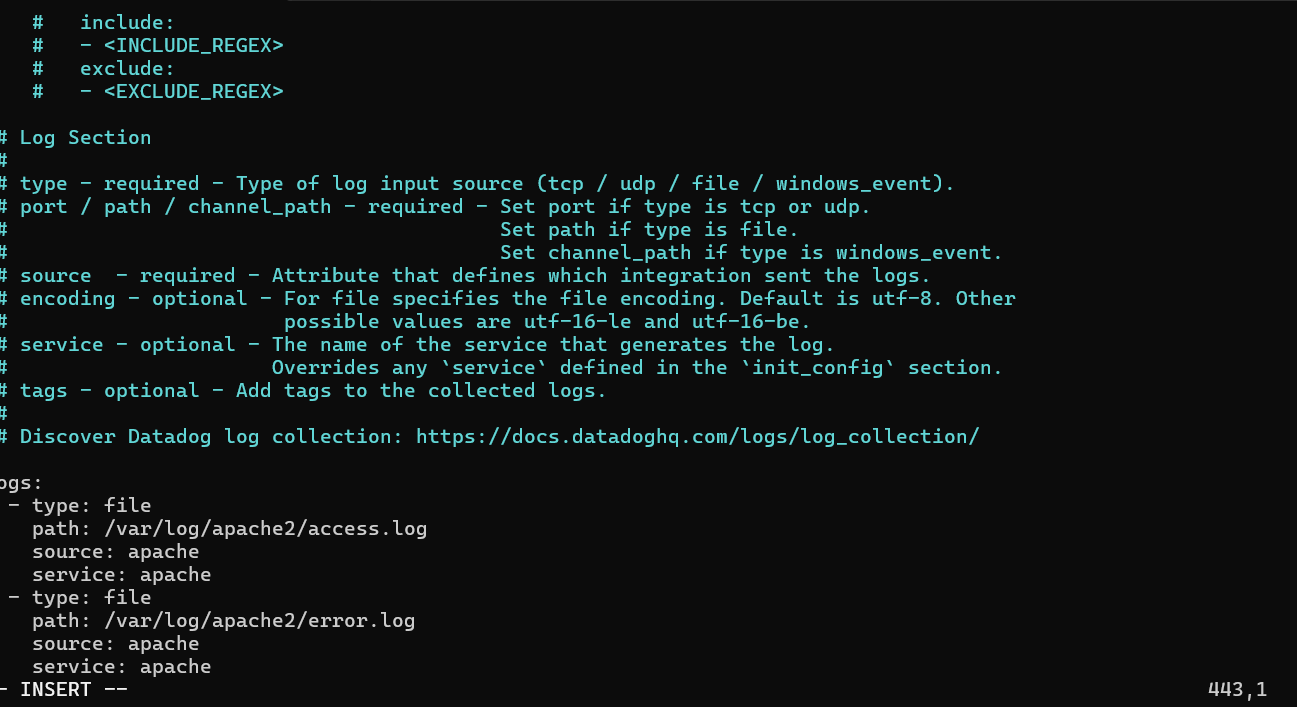 #   include:
#   - <INCLUDE_REGEX>
#   exclude:
#   - <EXCLUDE_REGEX>
# Log Section
#
# type - required - Type of log input source (tcp / udp / file / windows_event).
# port / path / channel_path - required - Set port if type is tcp or udp.
#                                         Set path if type is file.
#                                         Set channel_path if type is windows_event.
# source  - required - Attribute that defines which integration sent the logs.
# encoding - optional - For file specifies the file encoding. Default is utf-8. Other
#                       possible values are utf-16-le and utf-16-be.
# service - optional - The name of the service that generates the log.
#                      Overrides any `service` defined in the `init_config` section.
# tags - optional - Add tags to the collected logs.
#
# Discover Datadog log collection: https://docs.datadoghq.com/logs/log_collection/
ogs:
 - type: file
   path: /var/log/apache2/access.log
   source: apache
   service: apache
 - type: file
   path: /var/log/apache2/error.log
   source: apache
   service: apache
- INSERT --                                                                 443,1